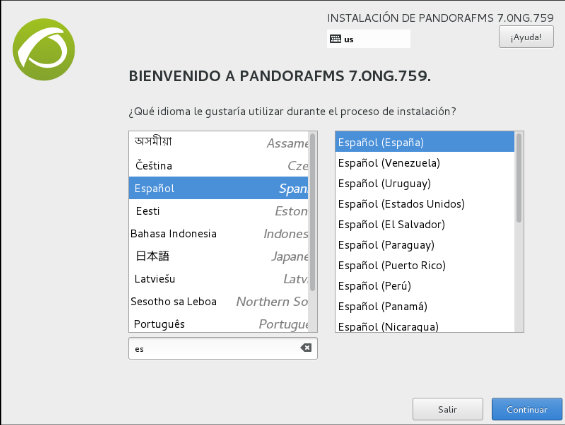 INSTALACIÓN DE PANDORAFMS 7.0NG.759
us
¡Ayuda!
BIENVENIDO A PANDORAFMS 7.0NG.759.
¿Qué idioma le gustaría utilizar durante el proceso de instalación?
অসমীয়া Assame
Čeština Cze
Español Spani
Eesti Eston
Bahasa Indonesia Indones
日本語 Japane
Latviešu Latv
Sesotho sa Leboa Northern So
Português Portugue
es
Español (España)
Español (Venezuela)
Español (Uruguay)
Español (Estados Unidos)
Español (El Salvador)
Español (Paraguay)
Español (Puerto Rico)
Español (Perú)
Español (Panamá)
Español (Nicaragua)
Salir
Continuar